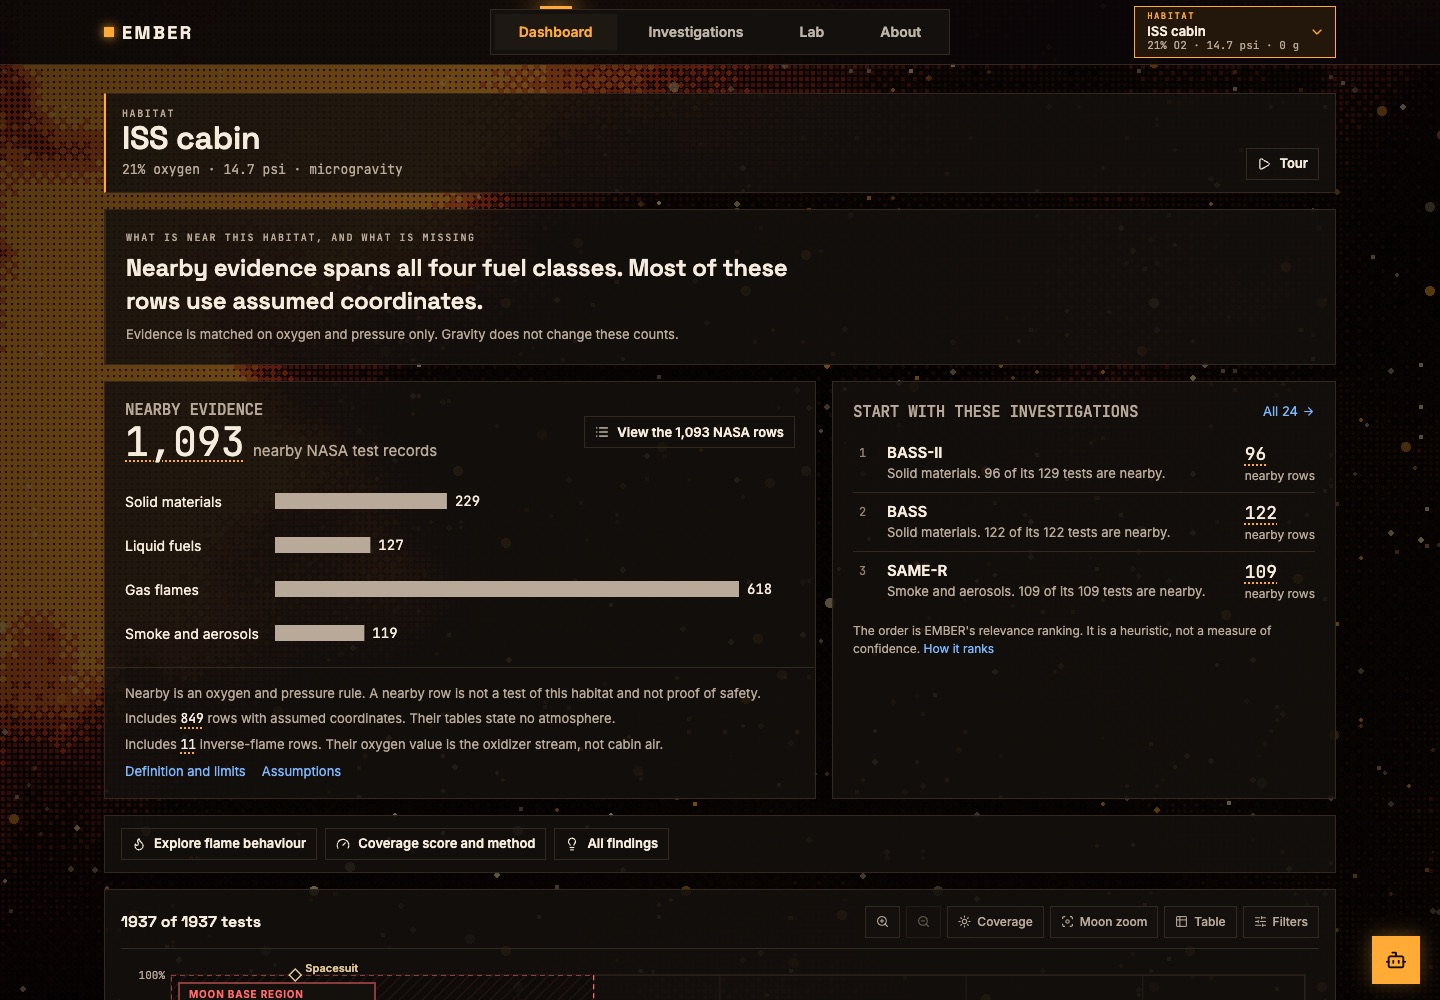 EMBER
Dashboard
Investigations
Lab
About
HABITAT
ISS cabin
21% O2 · 14.7 psi · 0 g
HABITAT
ISS cabin
21% oxygen · 14.7 psi · microgravity
Tour
WHAT IS NEAR THIS HABITAT, AND WHAT IS MISSING
Nearby evidence spans all four fuel classes. Most of these
rows use assumed coordinates.
Evidence is matched on oxygen and pressure only. Gravity does not change these counts.
NEARBY EVIDENCE
1,093 nearby NASA test records
View the 1,093 NASA rows
Solid materials 229
Liquid fuels 127
Gas flames 618
Smoke and aerosols 119
Nearby is an oxygen and pressure rule. A nearby row is not a test of this habitat and not proof of safety.
Includes 849 rows with assumed coordinates. Their tables state no atmosphere.
Includes 11 inverse-flame rows. Their oxygen value is the oxidizer stream, not cabin air.
Definition and limits Assumptions
START WITH THESE INVESTIGATIONS
All 24 →
1 BASS-II 96
Solid materials. 96 of its 129 tests are nearby. nearby rows
2 BASS 122
Solid materials. 122 of its 122 tests are nearby. nearby rows
3 SAME-R 109
Smoke and aerosols. 109 of its 109 tests are nearby. nearby rows
The order is EMBER's relevance ranking. It is a heuristic, not a measure of
confidence. How it ranks
Explore flame behaviour
Coverage score and method
All findings
1937 of 1937 tests
Coverage
Moon zoom
Table
Filters
Spacesuit
100%
MOON BASE REGION